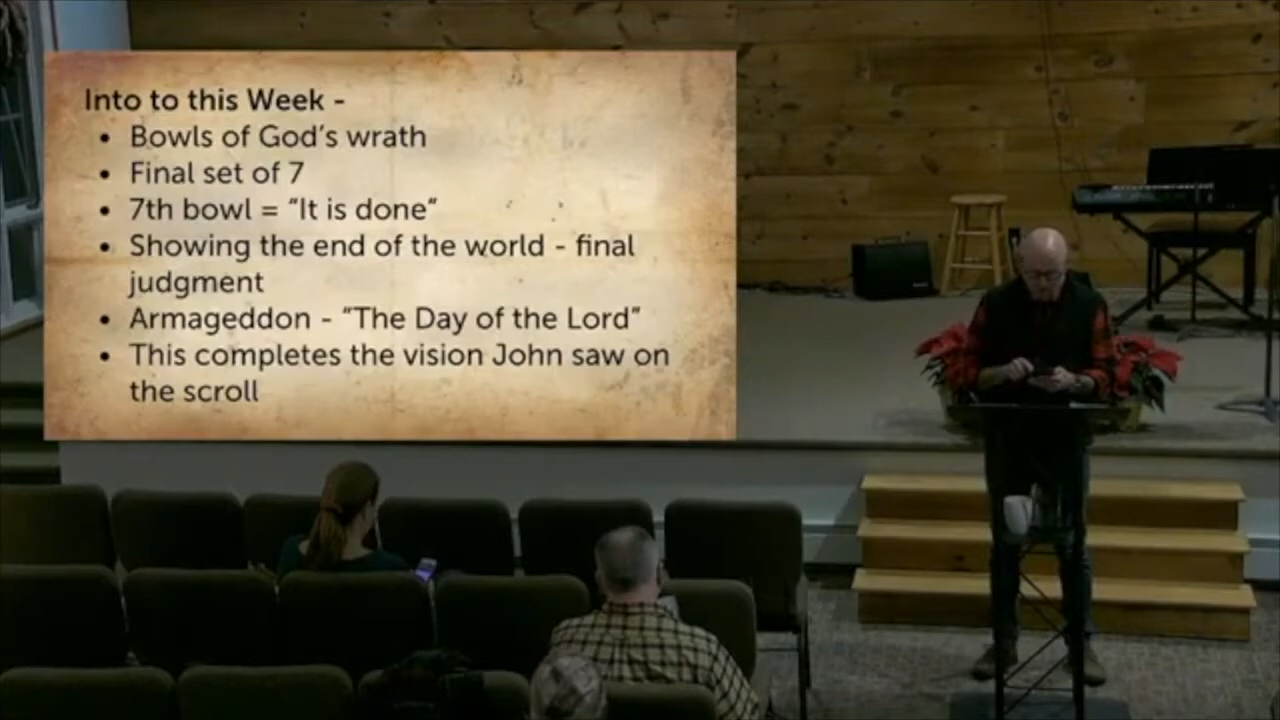 Into to this Week -
• Bowls of God's wrath
• Final set of 7
• 7th bowl = "It is done"
• Showing the end of the world - final
judgment
• Armageddon - "The Day of the Lord"
• This completes the vision John saw on
the scroll